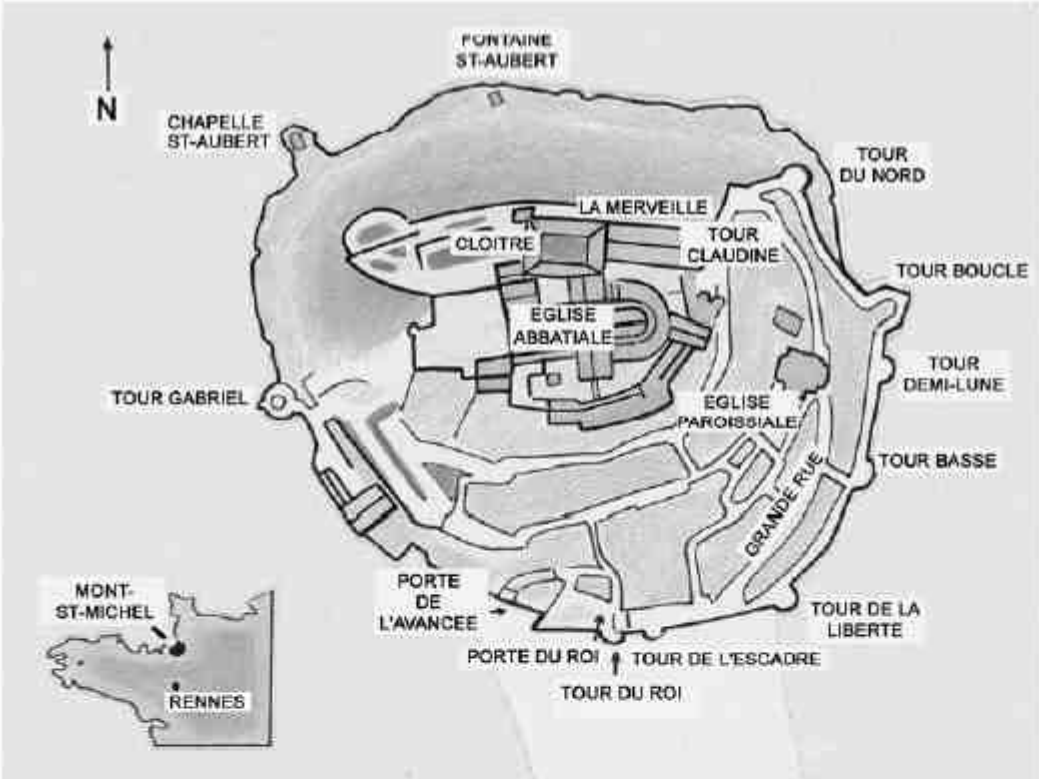 FONTAINE
ST-AUBERT
N
CHAPELLE
ST-AUBERT
TOUR
DU NORD
LA MERVEILLE
CLOITRE
TOUR
CLAUDINE
TOUR BOUCLE
EGLISE
ABBATIALE
TOUR
DEMI-LUNE
TOUR GABRIEL
EGLISE
PAROISSIALE
TOUR BASSE
GRANDE RUE
PORTE
DE
L'AVANCEE
MONT-
ST-MICHEL
TOUR DE LA
LIBERTE
PORTE DU ROI
TOUR DE L'ESCADRE
TOUR DU ROI
RENNES